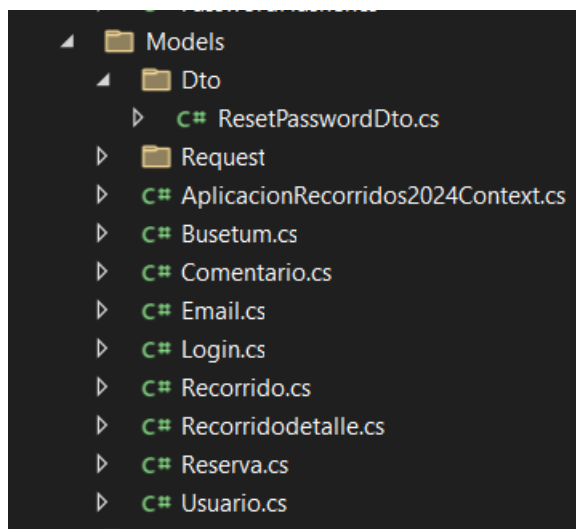 Models
Dto
C# ResetPasswordDto.cs
Request
C# AplicacionRecorridos2024Context.cs
C# Busetum.cs
C# Comentario.cs
C# Email.cs
C# Login.cs
C# Recorrido.cs
C# Recorridodetalle.cs
C# Reserva.cs
C# Usuario.cs